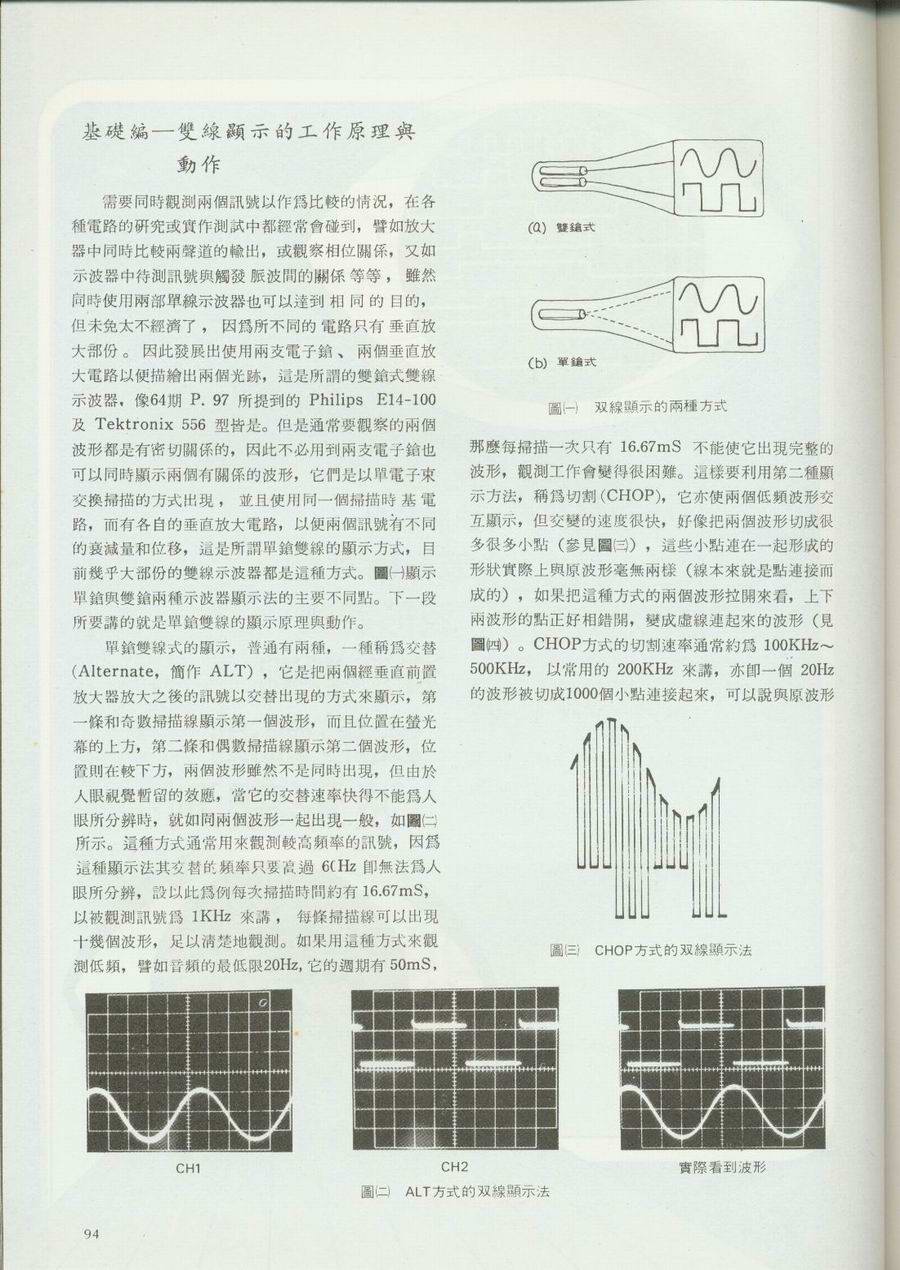 基礎編—雙線顯示的工作原理與
動作
需要同時觀測兩個訊號以作爲比較的情況，在各
種電路的研究或實作測試中都經常會碰到，譬如放大
器中同時比較兩聲道的輸出，或觀察相位關係，又如
示波器中待測訊號與觸發脈波間的關係等等，雖然
同時使用兩部單線示波器也可以達到相同的目的，
但未免太不經濟了，因爲所不同的電路只有垂直放
大部份。因此發展出使用兩支電子鎗、兩個垂直放
大電路以便描繪出兩個光跡，這是所謂的雙鎗式雙線
示波器，像64期 P. 97 所提到的 Philips E14-100
及 Tektronix 556 型皆是。但是通常要觀察的兩個
波形都是有密切關係的，因此不必用到兩支電子鎗也
可以同時顯示兩個有關係的波形，它們是以單電子束
交換掃描的方式出現，並且使用同一個掃描時基電
路，而有各自的垂直放大電路，以便兩個訊號有不同
的衰減量和位移，這是所謂單鎗雙線的顯示方式，目
前幾乎大部份的雙線示波器都是這種方式。圖㈠顯示
單鎗與雙鎗兩種示波器顯示法的主要不同點。下一段
所要講的就是單鎗雙線的顯示原理與動作。
單鎗雙線式的顯示，普通有兩種，一種稱爲交替
(Alternate，簡作 ALT），它是把兩個經垂直前置
放大器放大之後的訊號以交替出現的方式來顯示，第
一條和奇數掃描線顯示第一個波形，而且位置在螢光
幕的上方，第二條和偶數掃描線顯示第二個波形，位
置則在較下方，兩個波形雖然不是同時出現，但由於
人眼視覺暫留的效應，當它的交替速率快得不能爲人
眼所分辨時，就如同兩個波形一起出現一般，如圖㈡
所示。這種方式通常用來觀測較高頻率的訊號，因爲
這種顯示法其交替的頻率只要高過 60Hz 卽無法爲人
眼所分辨，設以此爲例每次掃描時間約有 16.67mS，
以被觀測訊號爲 1KHz 來講，每條掃描線可以出現
十幾個波形，足以淸楚地觀測。如果用這種方式來觀
測低頻，譬如音頻的最低限20Hz, 它的週期有 50mS，
(a) 雙鎗式
(b) 單鎗式
圖㈠ 双線顯示的兩種方式
那麼每掃描一次只有 16.67mS 不能使它出現完整的
波形，觀測工作會變得很困難。這樣要利用第二種顯
示方法，稱爲切割(CHOP)，它亦使兩個低頻波形交
互顯示，但交變的速度很快，好像把兩個波形切成很
多很多小點（參見圖㈢），這些小點連在一起形成的
形狀實際上與原波形毫無兩樣（線本來就是點連接而
成的），如果把這種方式的兩個波形拉開來看，上下
兩波形的點正好相錯開，變成虛線連起來的波形（見
圖㈣）。CHOP方式的切割速率通常約爲 100KHz～
500KHz，以常用的 200KHz 來講，亦卽一個 20Hz
的波形被切成1000個小點連接起來，可以說與原波形
圖㈢ CHOP方式的双線顯示法
CH1
CH2
實際看到波形
圖㈡ ALT方式的双線顯示法
94